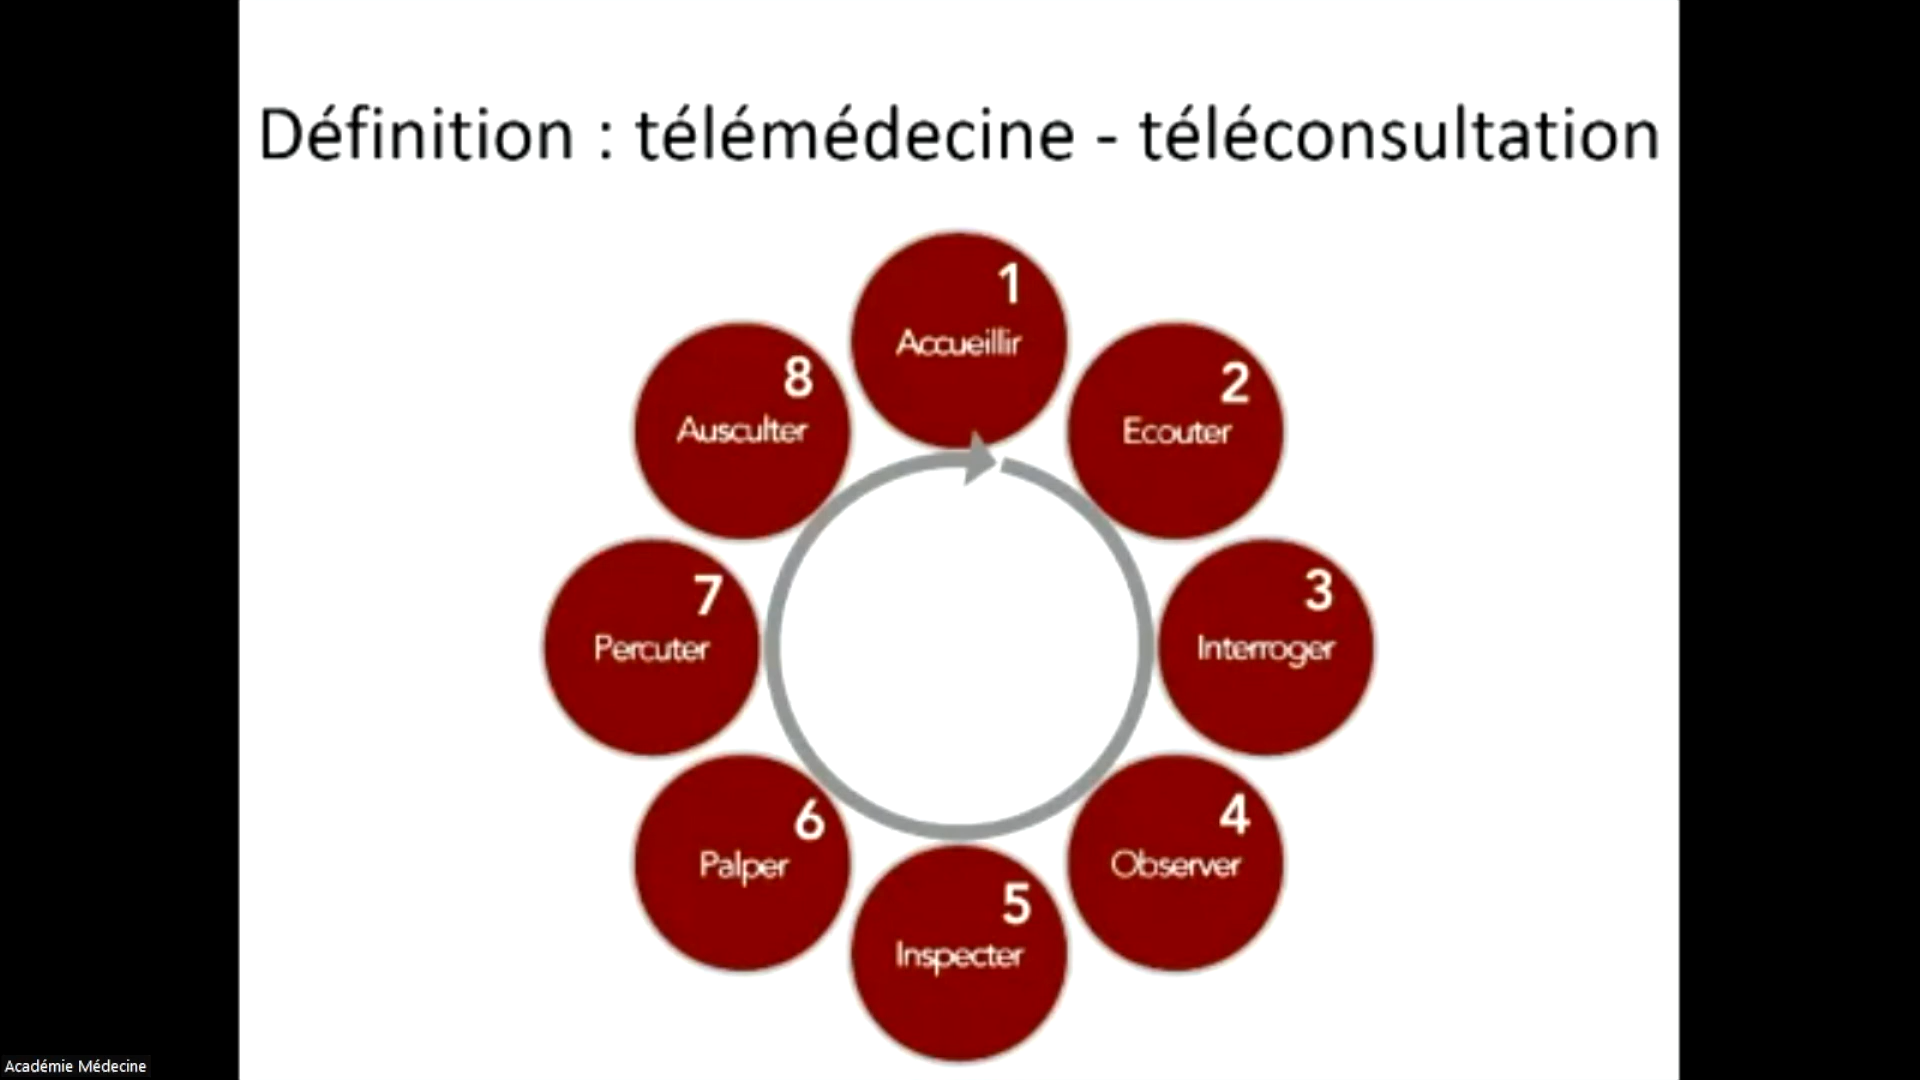 Définition : télémédecine - téléconsultation
1
Accueillir
2
Ecouter
3
Interroger
4
Observer
5
Inspecter
6
Palper
7
Percuter
8
Ausculter
Académie Médecine